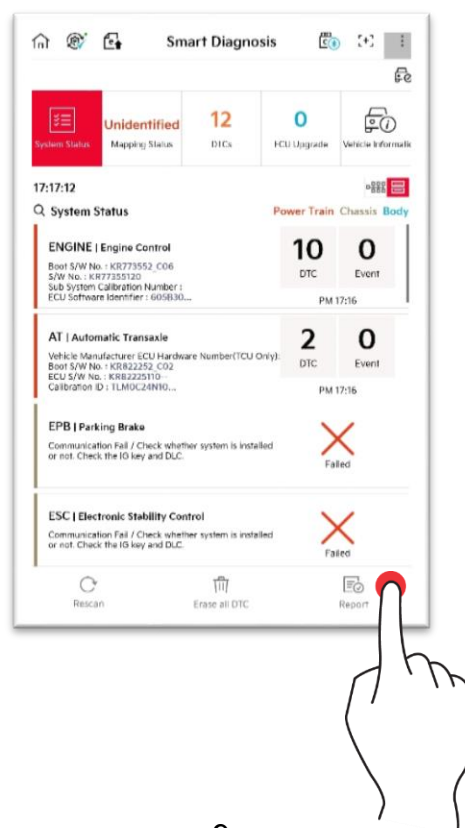 Smart Diagnosis
System Status
Unidentified
Mapping Status
12
DTCs
0
ECU Upgrade
Vehicle Informatio
17:17:12
System Status
Power Train Chassis Body
ENGINE | Engine Control
Boot S/W No. : KR773552_C06
S/W No. : KR77355120
Sub System Calibration Number :
ECU Software Identifier : 605B30...
10
DTC
0
Event
PM 17:16
AT | Automatic Transaxle
Vehicle Manufacturer ECU Hardware Number(TCU Only):
Boot S/W No. : KR822252_C02
ECU S/W No. : KR82225110
Calibration ID : TLM0C24N10...
2
DTC
0
Event
PM 17:16
EPB | Parking Brake
Communication Fail / Check whether system is installed
or not. Check the IG key and DLC.
Failed
ESC | Electronic Stability Control
Communication Fail / Check whether system is installed
or not. Check the IG key and DLC.
Failed
Rescan
Erase all DTC
Report